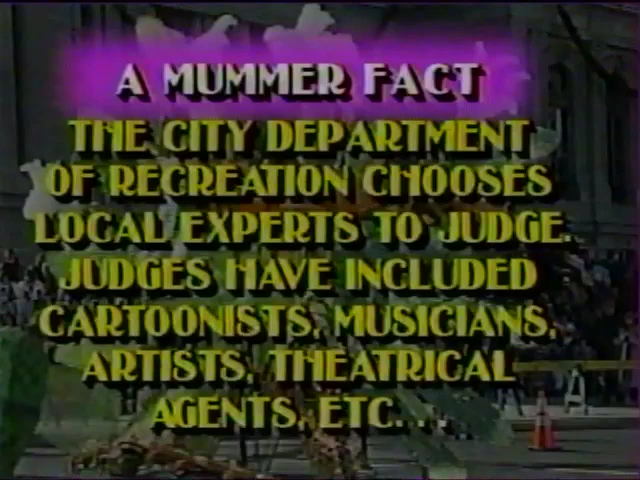 A MUMMER FACT
THE CITY DEPARTMENT
OF RECREATION CHOOSES
LOCAL EXPERTS TO JUDGE.
JUDGES HAVE INCLUDED
CARTOONISTS, MUSICIANS,
ARTISTS, THEATRICAL
AGENTS, ETC. . .